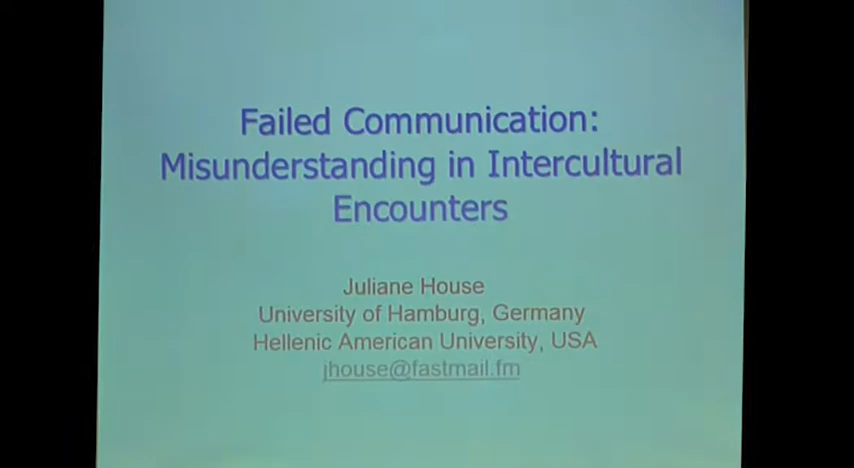 Failed Communication:
Misunderstanding in Intercultural
Encounters
Juliane House
University of Hamburg, Germany
Hellenic American University, USA
jhouse@fastmail.fm